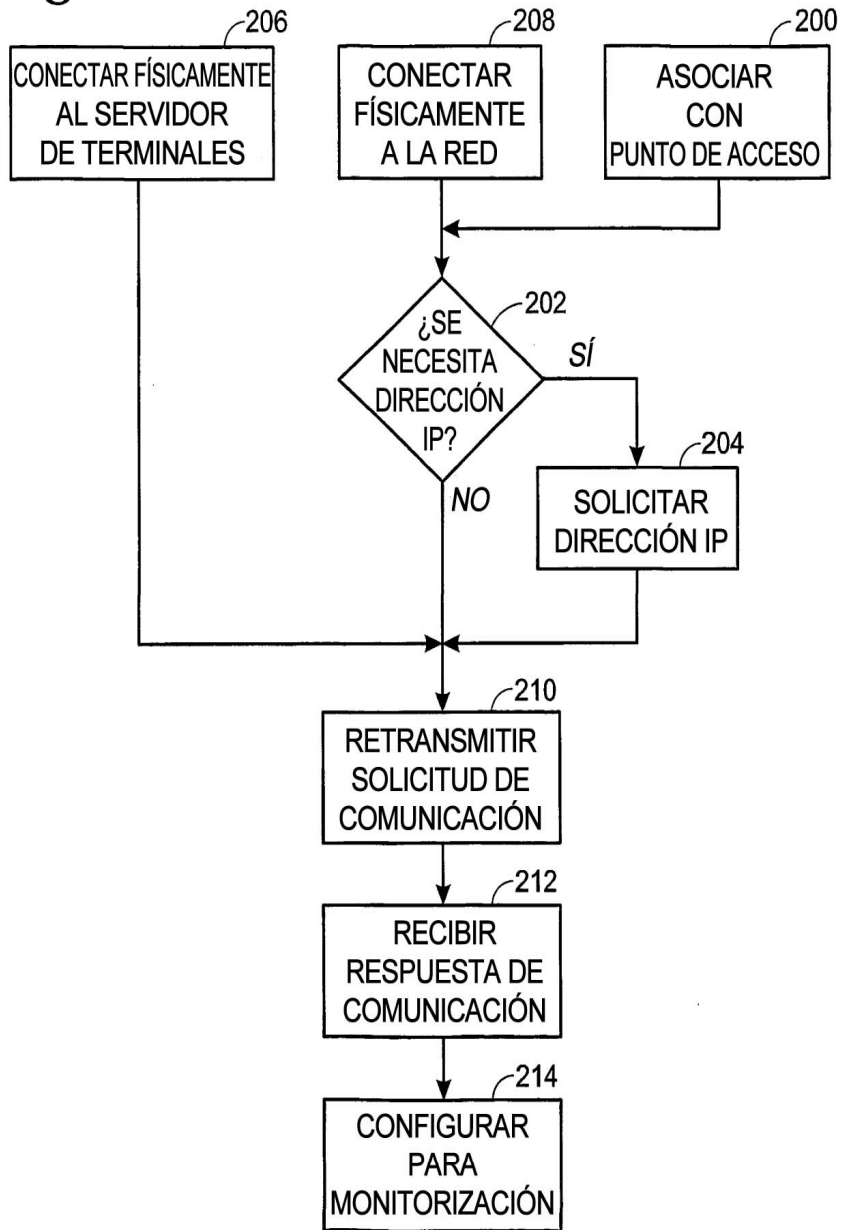 206
CONECTAR FÍSICAMENTE
AL SERVIDOR
DE TERMINALES
208
CONECTAR
FÍSICAMENTE
A LA RED
200
ASOCIAR
CON
PUNTO DE ACCESO
202
¿SE
NECESITA
DIRECCIÓN
IP?
SÍ
NO
204
SOLICITAR
DIRECCIÓN IP
210
RETRANSMITIR
SOLICITUD DE
COMUNICACIÓN
212
RECIBIR
RESPUESTA DE
COMUNICACIÓN
214
CONFIGURAR
PARA
MONITORIZACIÓN